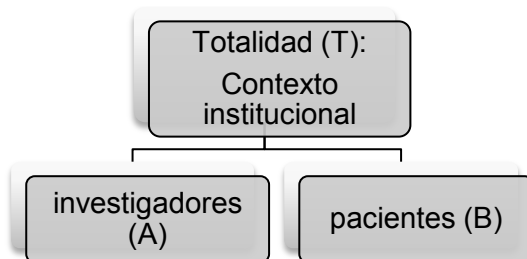 Totalidad (T):
Contexto
institucional
investigadores
(A)
pacientes (B)